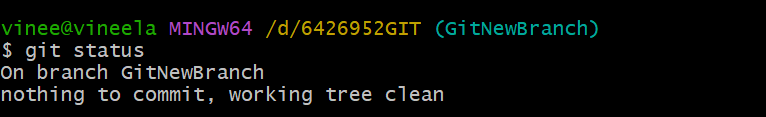 vinee@vineela MINGW64 /d/6426952GIT (GitNewBranch)
$ git status
On branch GitNewBranch
nothing to commit, working tree clean